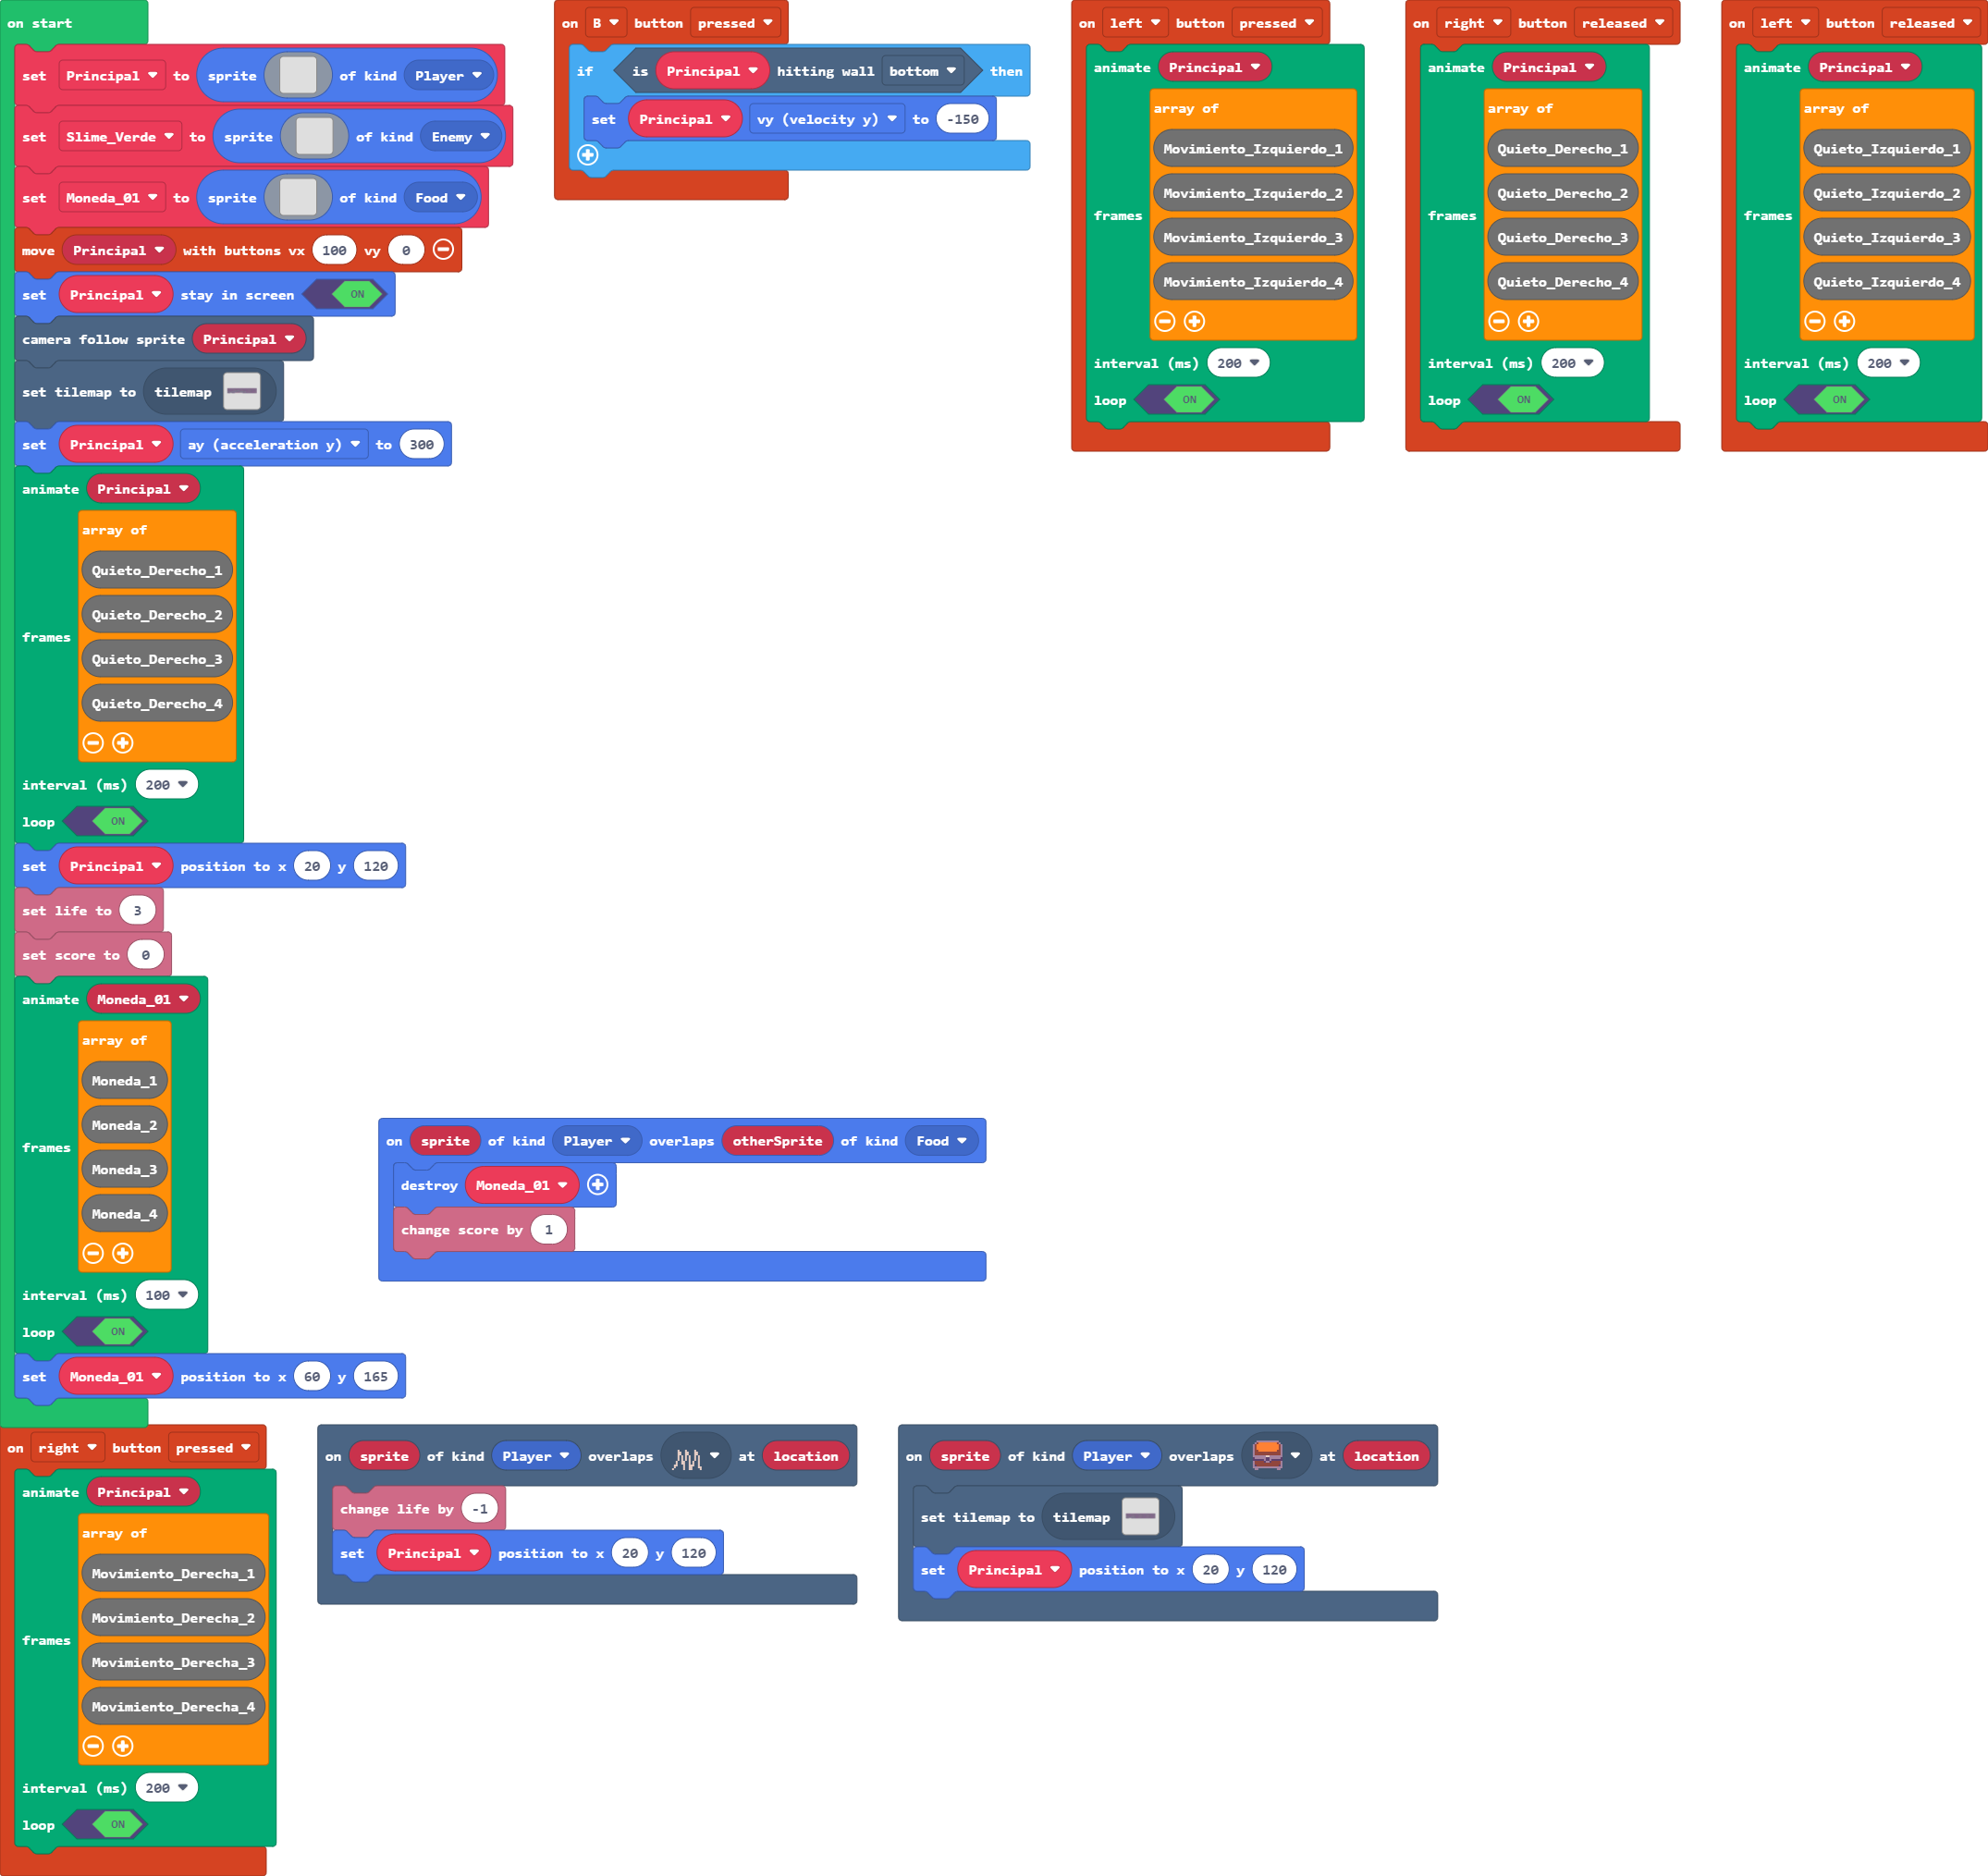 on start
set Principal to sprite of kind Player
set Slime_Verde to sprite of kind Enemy
set Moneda_01 to sprite of kind Food
move Principal with buttons vx 100 vy 0
set Principal stay in screen ON
camera follow sprite Principal
set tilemap to tilemap
set Principal ay (acceleration y) to 300
animate Principal
frames
array of
Quieto_Derecho_1
Quieto_Derecho_2
Quieto_Derecho_3
Quieto_Derecho_4
interval (ms) 200
loop ON
set Principal position to x 20 y 120
set life to 3
set score to 0
animate Moneda_01
frames
array of
Moneda_1
Moneda_2
Moneda_3
Moneda_4
interval (ms) 100
loop ON
set Moneda_01 position to x 60 y 165
on B button pressed
if is Principal hitting wall bottom then
set Principal vy (velocity y) to -150
on left button pressed
animate Principal
frames
array of
Movimiento_Izquierdo_1
Movimiento_Izquierdo_2
Movimiento_Izquierdo_3
Movimiento_Izquierdo_4
interval (ms) 200
loop ON
on right button released
animate Principal
frames
array of
Quieto_Derecho_1
Quieto_Derecho_2
Quieto_Derecho_3
Quieto_Derecho_4
interval (ms) 200
loop ON
on left button released
animate Principal
frames
array of
Quieto_Izquierdo_1
Quieto_Izquierdo_2
Quieto_Izquierdo_3
Quieto_Izquierdo_4
interval (ms) 200
loop ON
on sprite of kind Player overlaps otherSprite of kind Food
destroy Moneda_01
change score by 1
on right button pressed
animate Principal
frames
array of
Movimiento_Derecha_1
Movimiento_Derecha_2
Movimiento_Derecha_3
Movimiento_Derecha_4
interval (ms) 200
loop ON
on sprite of kind Player overlaps at location
change life by -1
set Principal position to x 20 y 120
on sprite of kind Player overlaps at location
set tilemap to tilemap
set Principal position to x 20 y 120